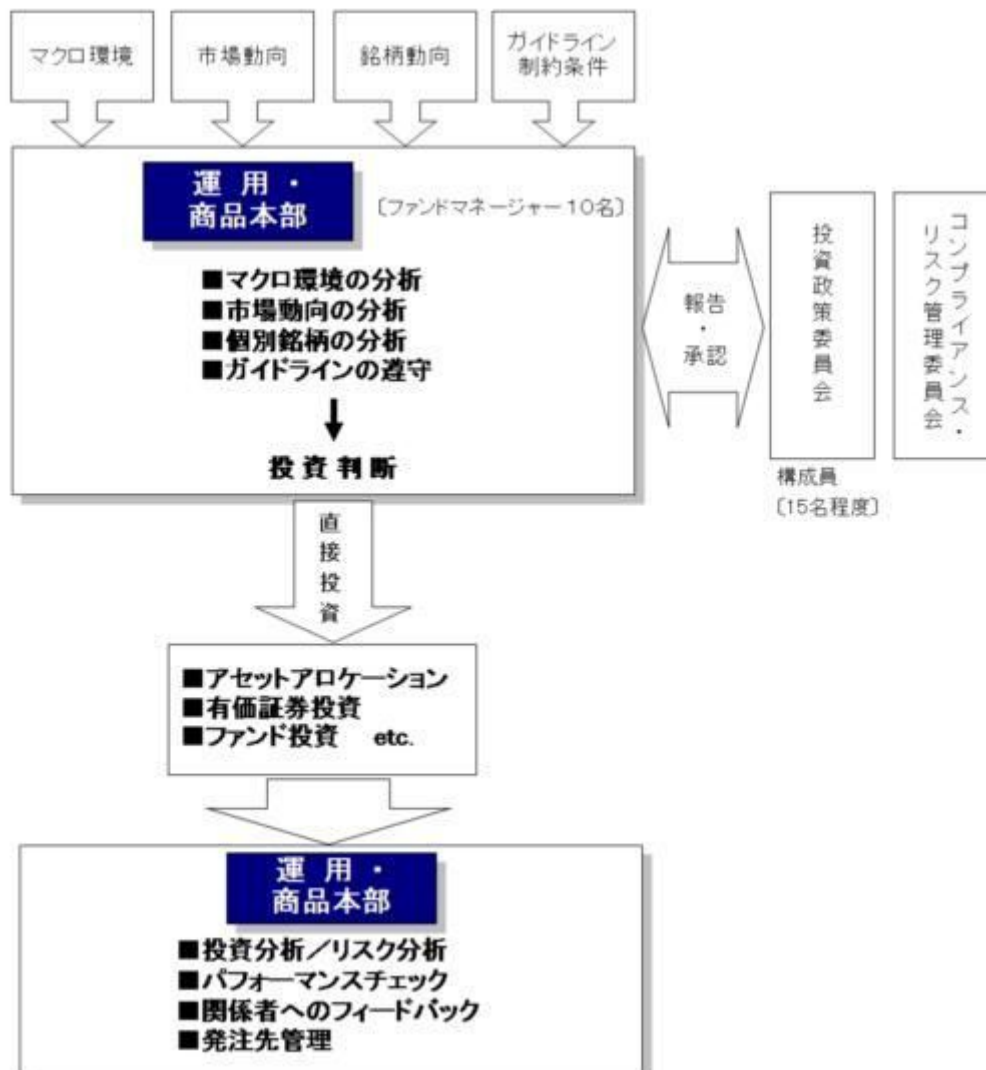 マクロ環境
市場動向
銘柄動向
ガイドライン
制約条件
運用・
商品本部
〔ファンドマネージャー10名〕
■マクロ環境の分析
■市場動向の分析
■個別銘柄の分析
■ガイドラインの遵守
投資判断
報告
・
承認
投資政策委員会
コンプライアンス・
リスク管理委員会
構成員
〔15名程度〕
直接投資
■アセットアロケーション
■有価証券投資
■ファンド投資 etc.
運用・
商品本部
■投資分析／リスク分析
■パフォーマンスチェック
■関係者へのフィードバック
■発注先管理